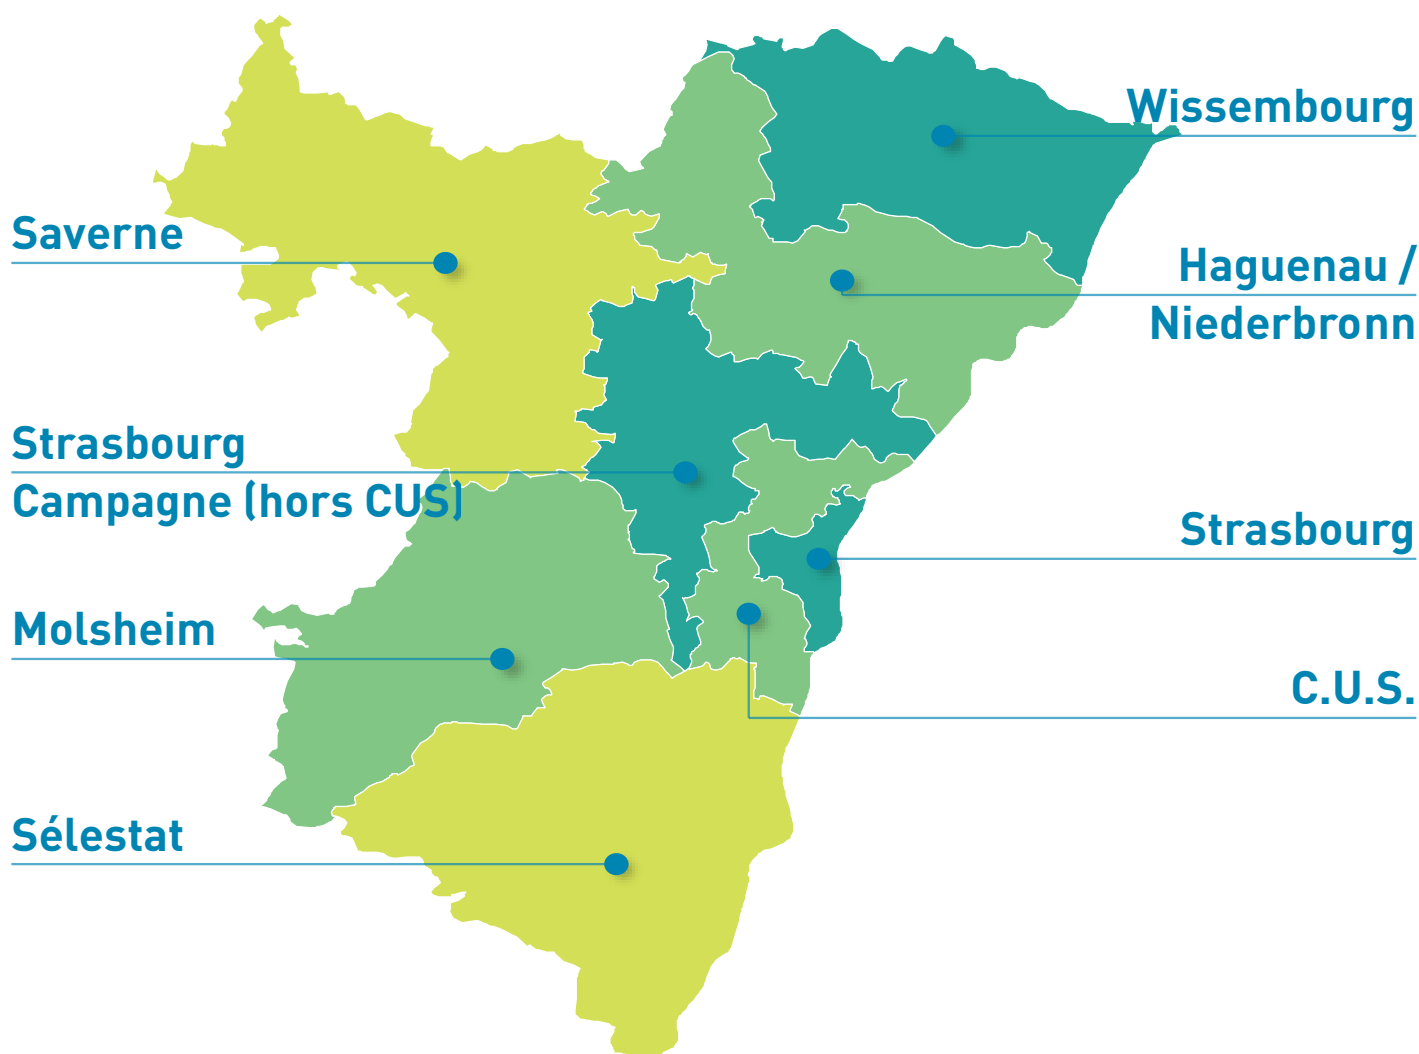 Wissembourg
Saverne
Haguenau /
Niederbronn
Strasbourg
Campagne (hors CUS)
Strasbourg
Molsheim
C.U.S.
Sélestat